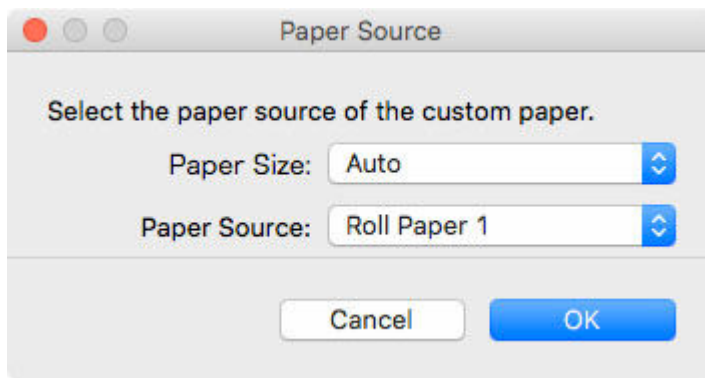 Paper Source
Select the paper source of the custom paper.
Paper Size: Auto
Paper Source: Roll Paper 1
Cancel OK